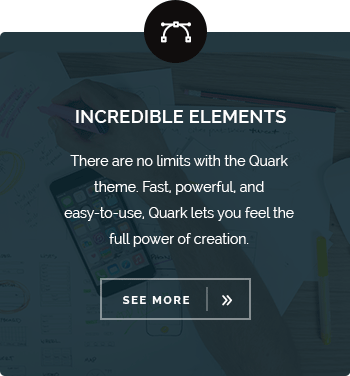 INCREDIBLE ELEMENTS
There are no limits with the Quark
theme. Fast, powerful, and
easy-to-use, Quark lets you feel the
full power of creation.
SEE MORE »